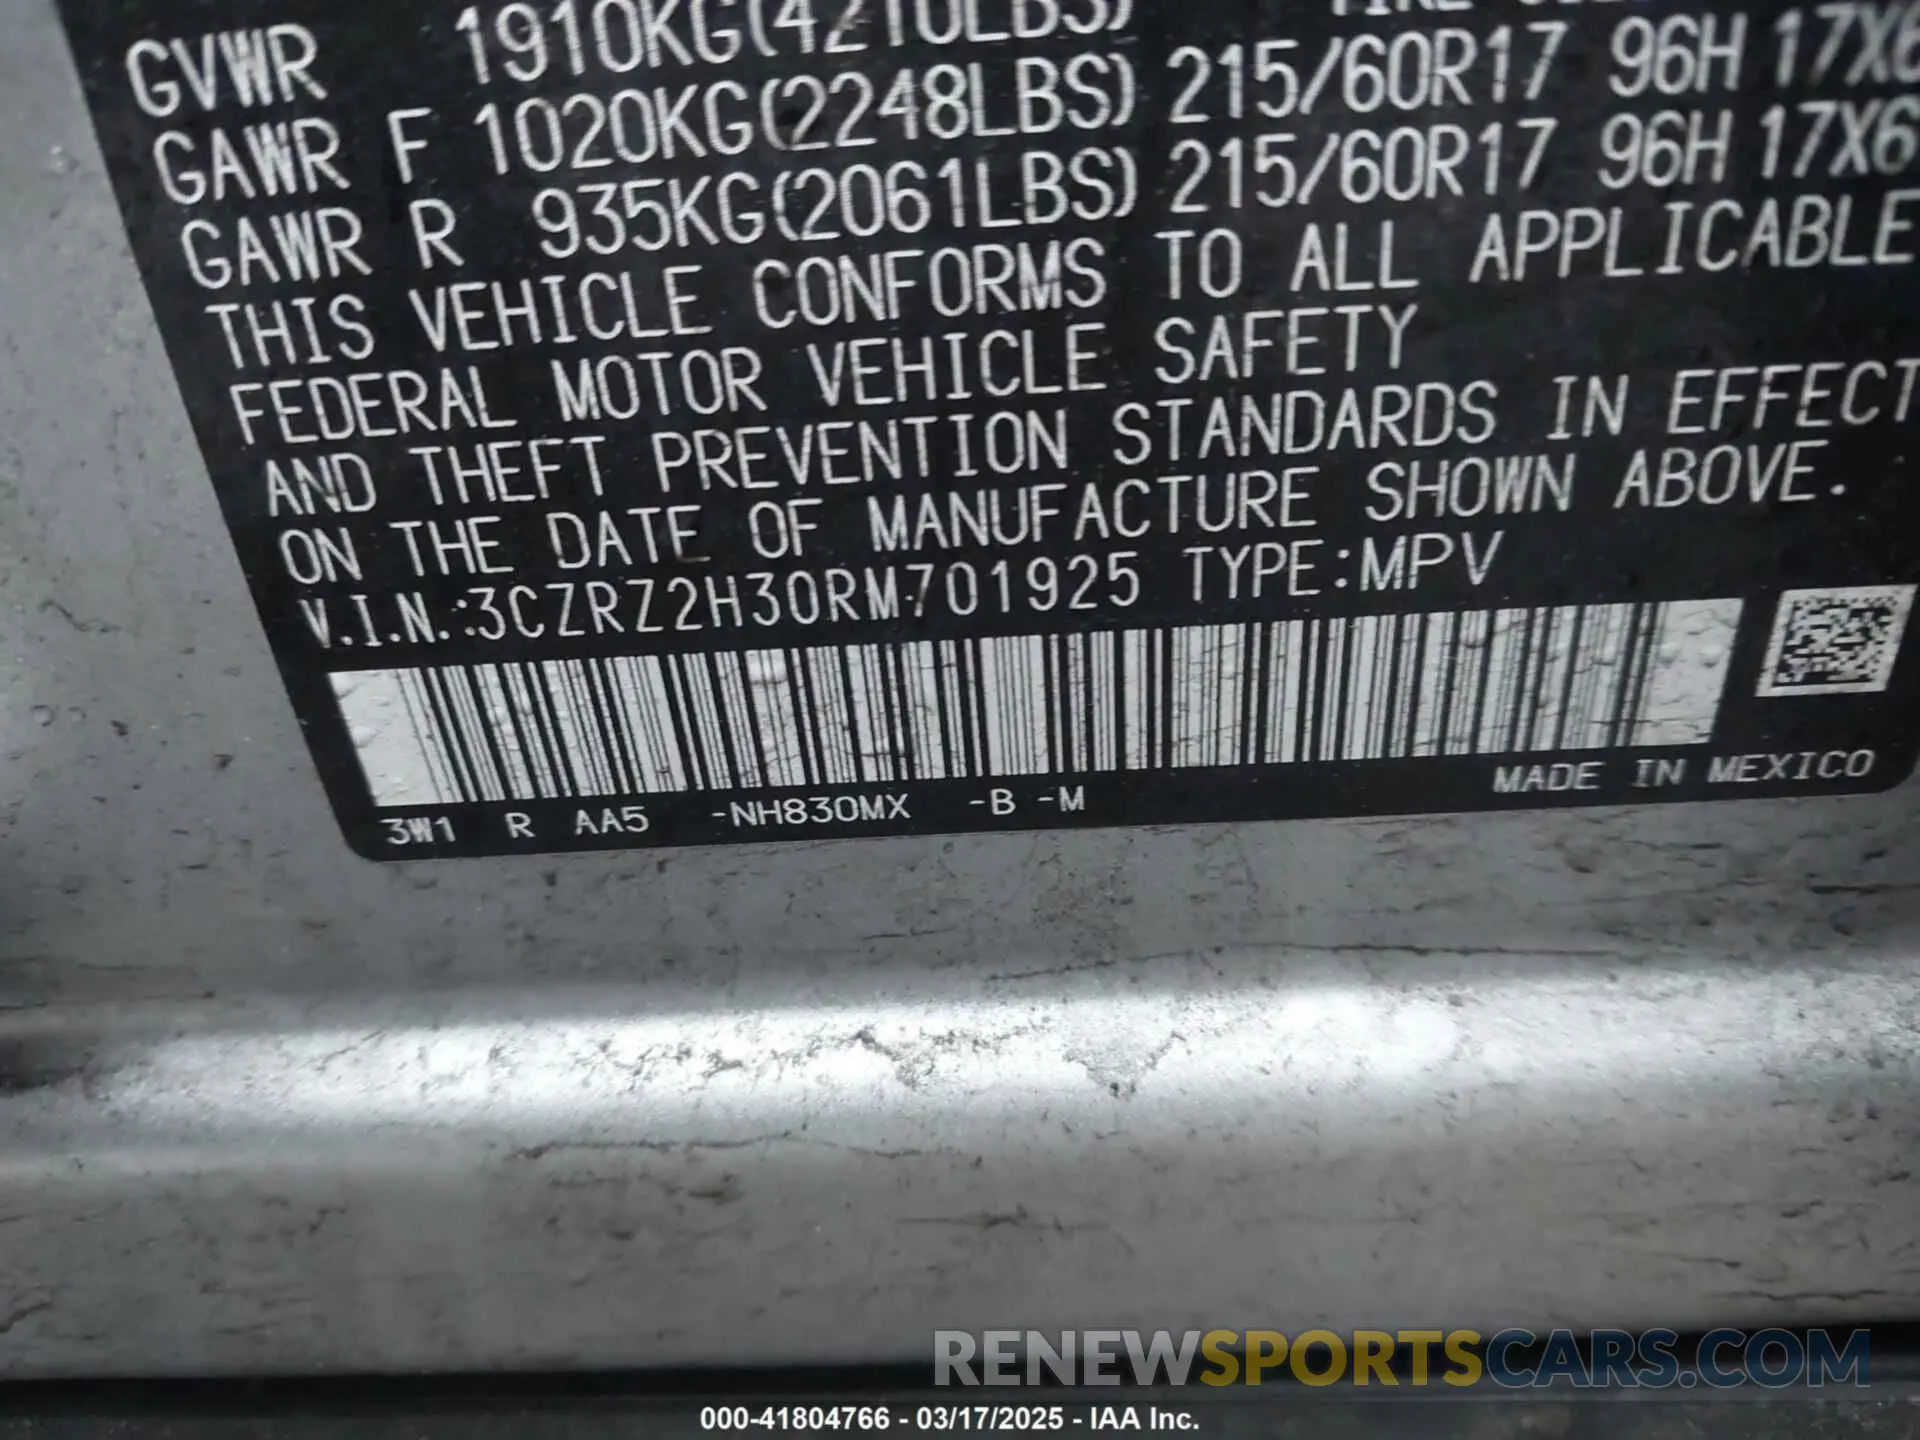 GVWR 1910KG(4210LBS)
GAWR F 1020KG(2248LBS) 215/60R17 96H 17X6
GAWR R 935KG(2061LBS) 215/60R17 96H 17X6
THIS VEHICLE CONFORMS TO ALL APPLICABLE
FEDERAL MOTOR VEHICLE SAFETY
AND THEFT PREVENTION STANDARDS IN EFFECT
ON THE DATE OF MANUFACTURE SHOWN ABOVE.
V.I.N.:3CZRZ2H30RM701925 TYPE:MPV
3W1 R AA5 -NH830MX -B -M MADE IN MEXICO
RENEWSPORTSCARS.COM
000-41804766 - 03/17/2025 - IAA Inc.